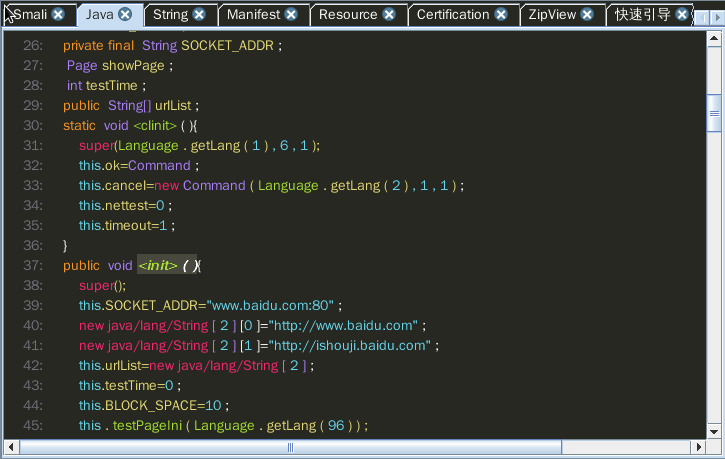 Smali Java String Manifest Resource Certification ZipView 快速引导
26: private final String SOCKET_ADDR ;
27: Page showPage ;
28: int testTime ;
29: public String[] urlList ;
30: static void <clinit> ( ){
31: super(Language . getLang ( 1 ) , 6 , 1 );
32: this.ok=Command ;
33: this.cancel=new Command ( Language . getLang ( 2 ) , 1 , 1 ) ;
34: this.nettest=0 ;
35: this.timeout=1 ;
36: }
37: public void <init> ( ){
38: super();
39: this.SOCKET_ADDR="www.baidu.com:80" ;
40: new java/lang/String [ 2 ] [0 ]="http://www.baidu.com" ;
41: new java/lang/String [ 2 ] [1 ]="http://ishouji.baidu.com" ;
42: this.urlList=new java/lang/String [ 2 ] ;
43: this.testTime=0 ;
44: this.BLOCK_SPACE=10 ;
45: this . testPageIni ( Language . getLang ( 96 ) ) ;